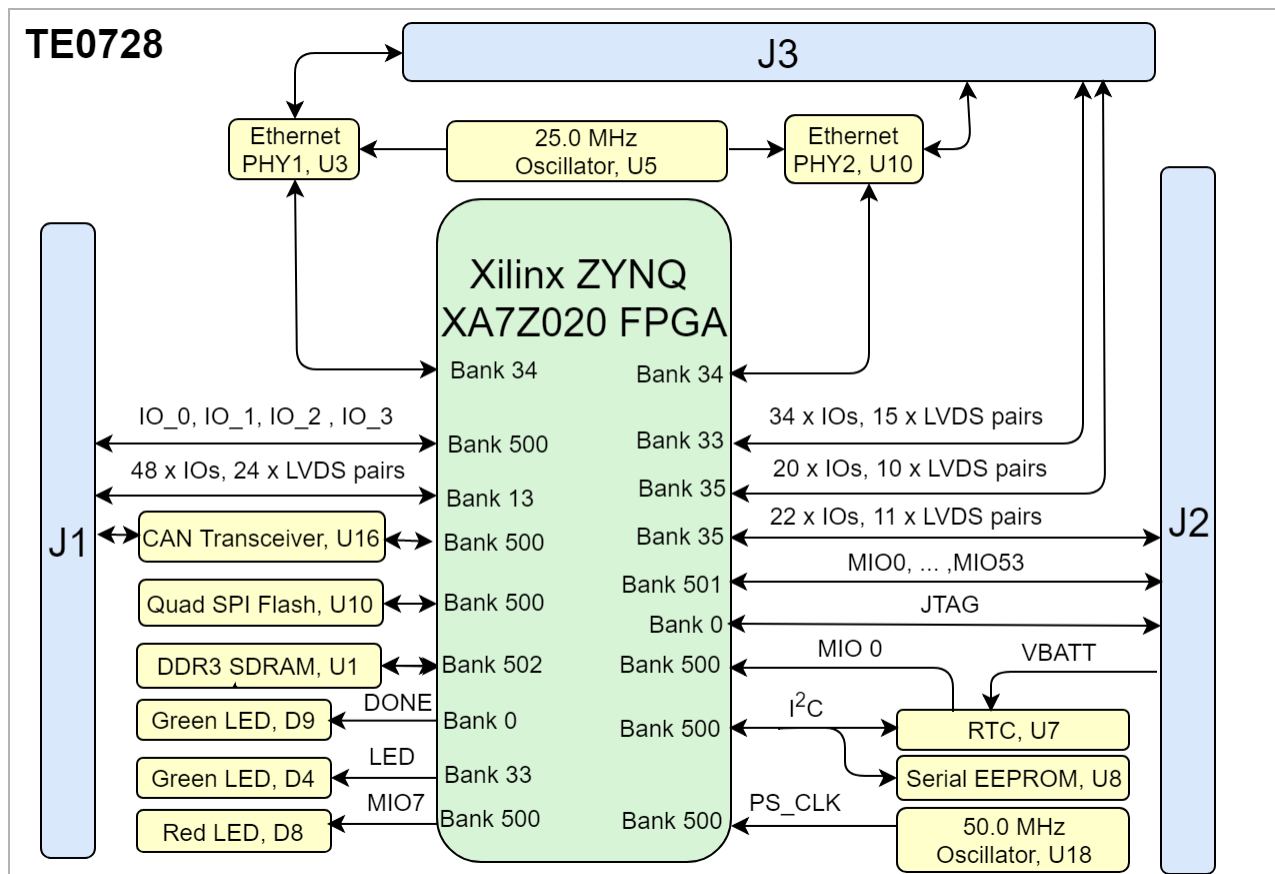 TE0728
J3
Ethernet
PHY1, U3
25.0 MHz
Oscillator, U5
Ethernet
PHY2, U10
Xilinx ZYNQ
XA7Z020 FPGA
J1
J2
Bank 34
Bank 34
IO_0, IO_1, IO_2 , IO_3
Bank 500
Bank 33
34 x IOs, 15 x LVDS pairs
48 x IOs, 24 x LVDS pairs
Bank 13
Bank 35
20 x IOs, 10 x LVDS pairs
CAN Transceiver, U16
Bank 500
Bank 35
22 x IOs, 11 x LVDS pairs
Bank 501
MIO0, ... ,MIO53
Quad SPI Flash, U10
Bank 500
Bank 0
JTAG
DDR3 SDRAM, U1
Bank 502
Bank 500
MIO 0
VBATT
Green LED, D9
DONE
Bank 0
Bank 500
I²C
RTC, U7
Green LED, D4
LED
Bank 33
Serial EEPROM, U8
Red LED, D8
MIO7
Bank 500
Bank 500
PS_CLK
50.0 MHz
Oscillator, U18